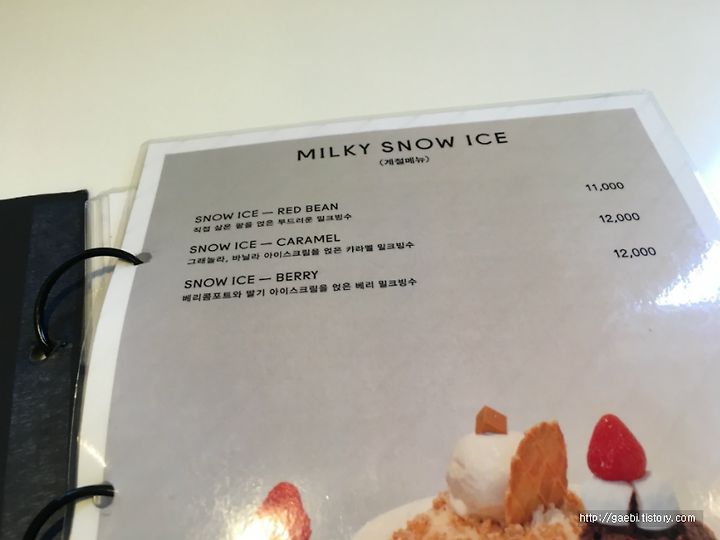 MILKY SNOW ICE
(계절메뉴)
SNOW ICE — RED BEAN 11,000
직접 삶은 팥을 얹은 부드러운 밀크빙수
SNOW ICE — CARAMEL 12,000
그래놀라, 바닐라 아이스크림을 얹은 카라멜 밀크빙수
SNOW ICE — BERRY 12,000
베리콤포트와 딸기 아이스크림을 얹은 베리 밀크빙수
http://gaebi.tistory.com